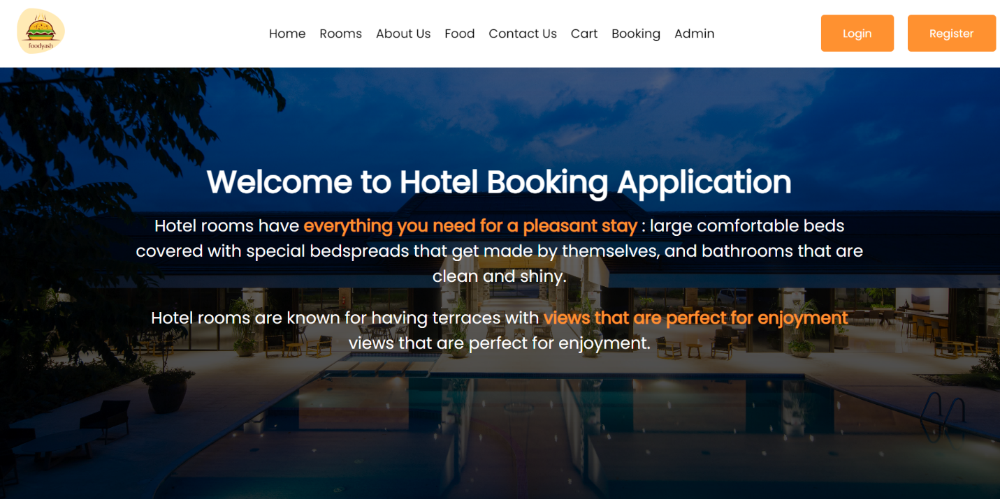 foodyash
Home Rooms About Us Food Contact Us Cart Booking Admin
Login Register
Welcome to Hotel Booking Application
Hotel rooms have everything you need for a pleasant stay : large comfortable beds
covered with special bedspreads that get made by themselves, and bathrooms that are
clean and shiny.
Hotel rooms are known for having terraces with views that are perfect for enjoyment
views that are perfect for enjoyment.